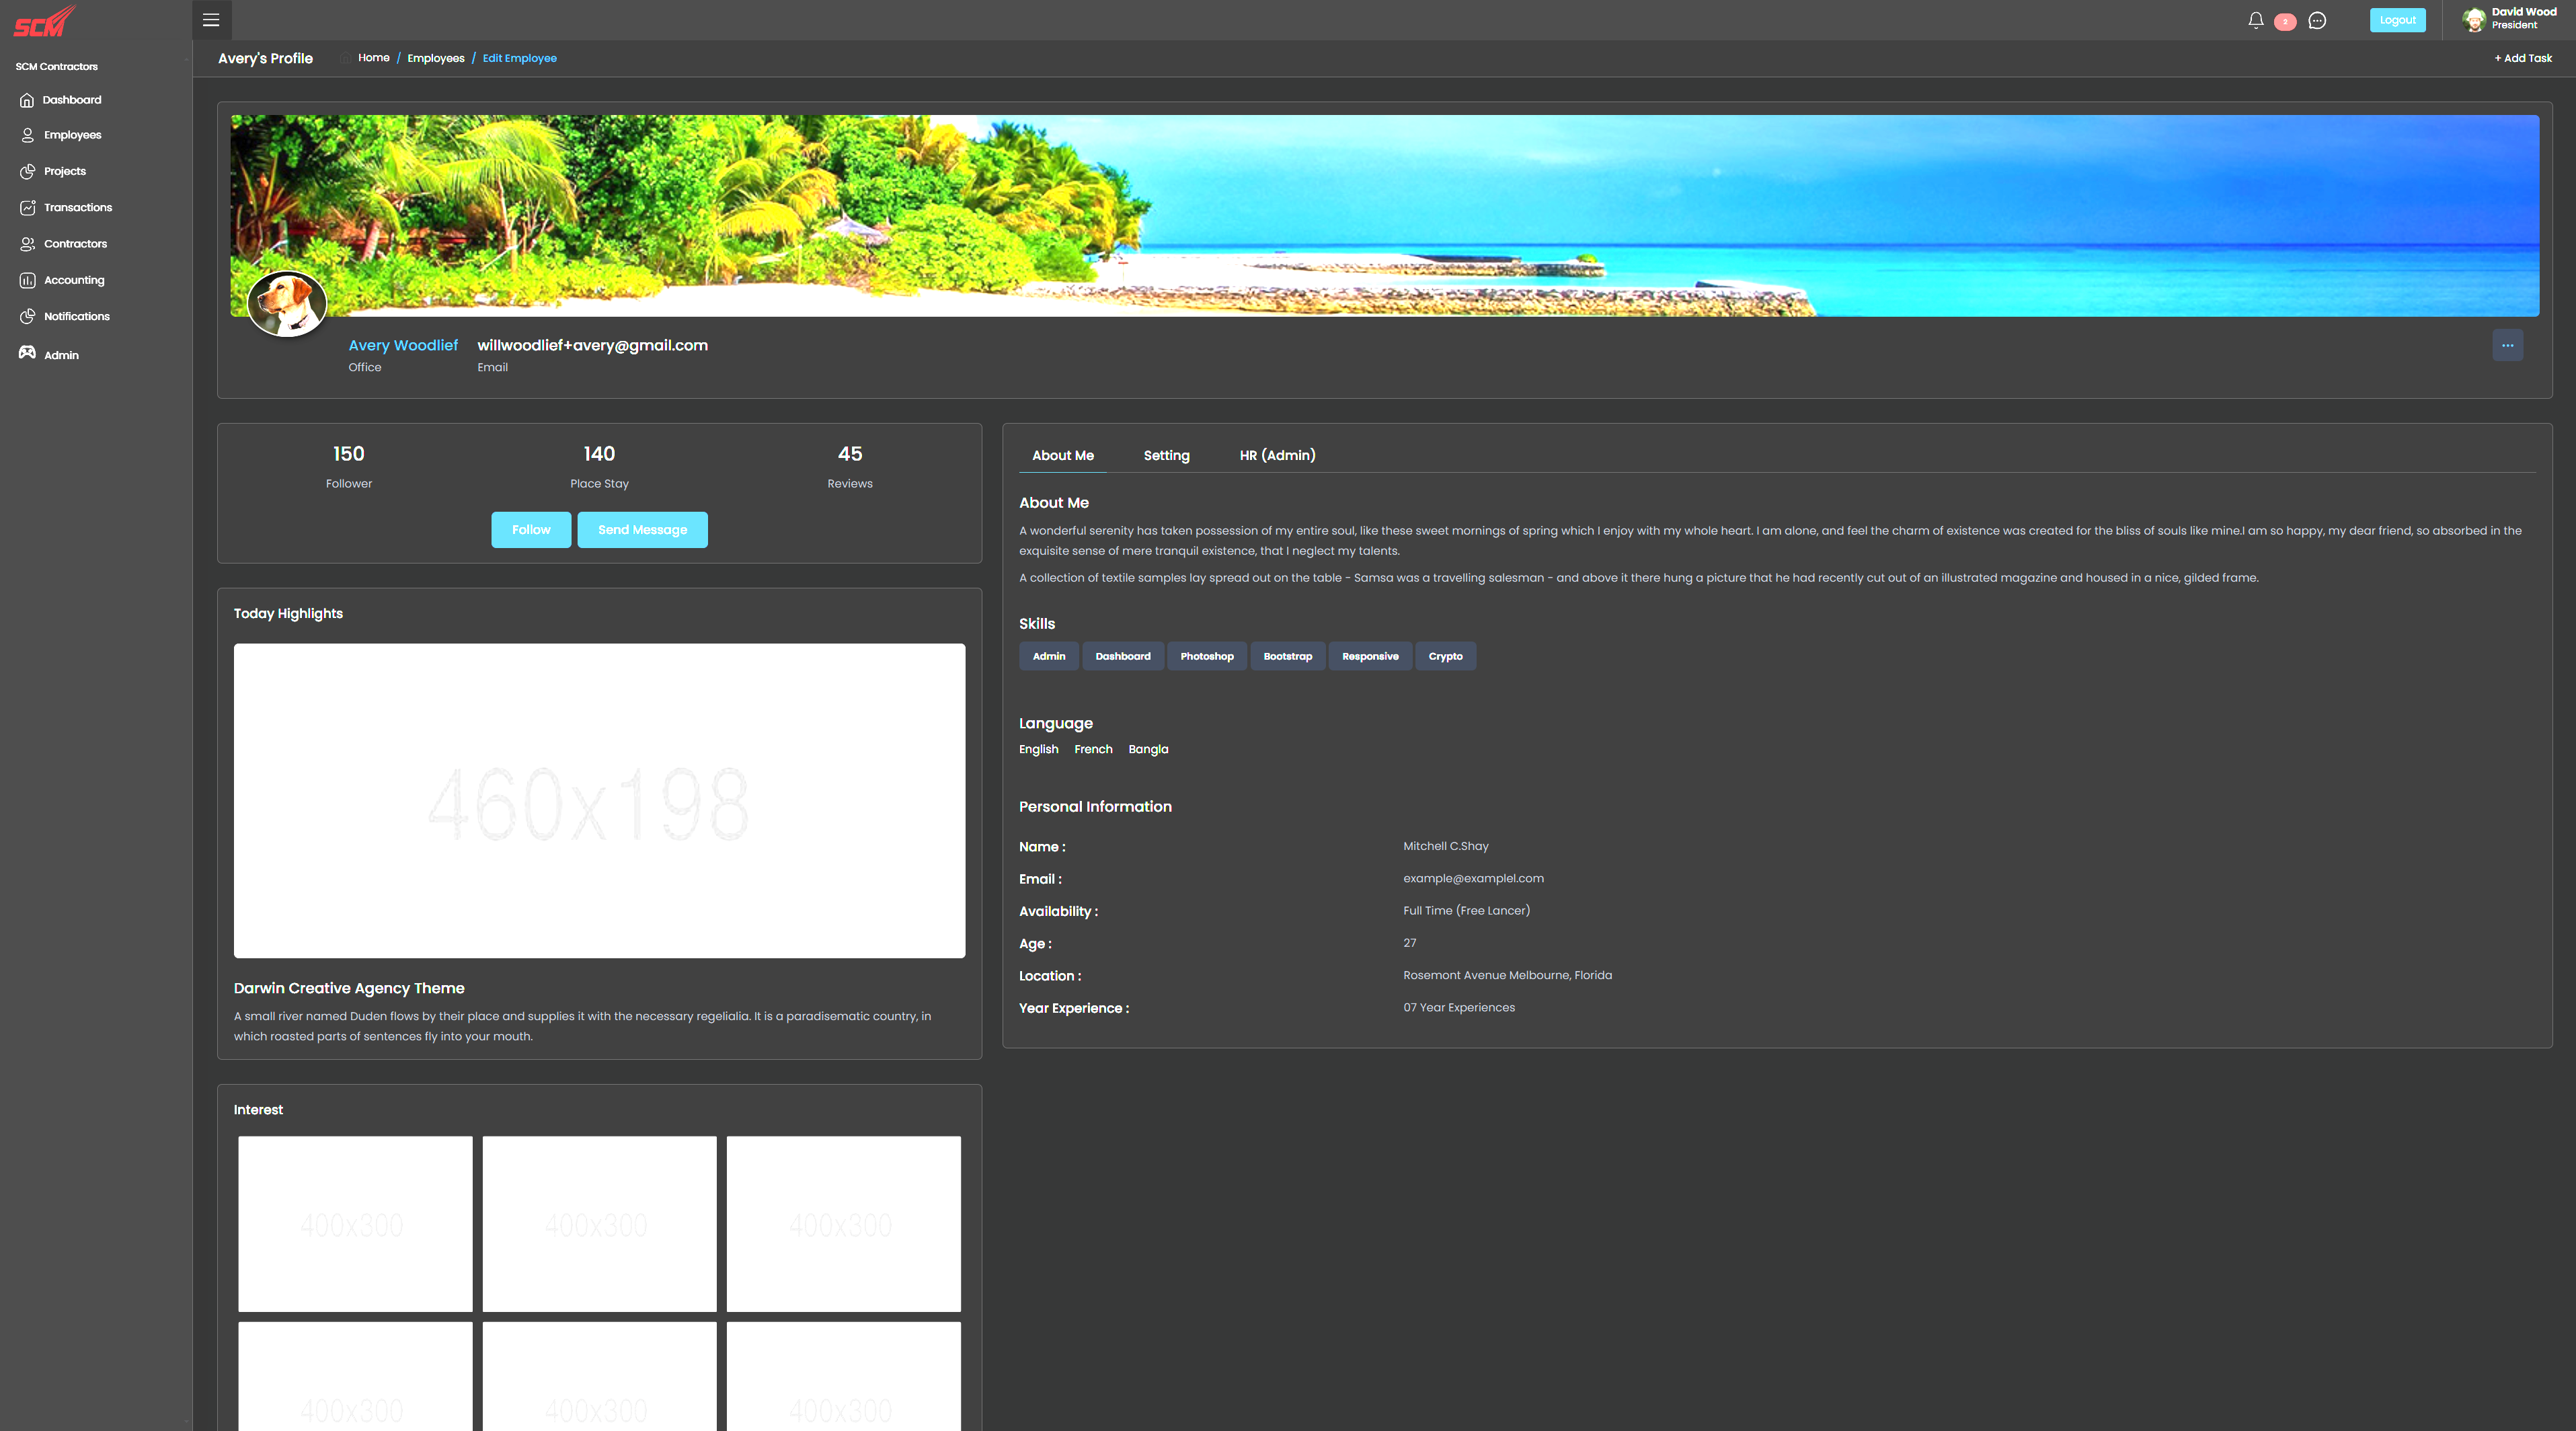 SCM
2
Logout
David Wood
President
SCM Contractors
Avery's Profile
Home / Employees / Edit Employee
+ Add Task
Dashboard
Employees
Projects
Transactions
Contractors
Accounting
Notifications
Admin
Avery Woodlief
Office
willwoodlief+avery@gmail.com
Email
150
Follower
140
Place Stay
45
Reviews
Follow
Send Message
Today Highlights
460x198
Darwin Creative Agency Theme
A small river named Duden flows by their place and supplies it with the necessary regelialia. It is a paradisematic country, in
which roasted parts of sentences fly into your mouth.
Interest
400x300
400x300
400x300
400x300
400x300
400x300
About Me
Setting
HR (Admin)
About Me
A wonderful serenity has taken possession of my entire soul, like these sweet mornings of spring which I enjoy with my whole heart. I am alone, and feel the charm of existence was created for the bliss of souls like mine.I am so happy, my dear friend, so absorbed in the
exquisite sense of mere tranquil existence, that I neglect my talents.
A collection of textile samples lay spread out on the table - Samsa was a travelling salesman - and above it there hung a picture that he had recently cut out of an illustrated magazine and housed in a nice, gilded frame.
Skills
Admin
Dashboard
Photoshop
Bootstrap
Responsive
Crypto
Language
English
French
Bangla
Personal Information
Name : Mitchell C.Shay
Email : example@examplel.com
Availability : Full Time (Free Lancer)
Age : 27
Location : Rosemont Avenue Melbourne, Florida
Year Experience : 07 Year Experiences